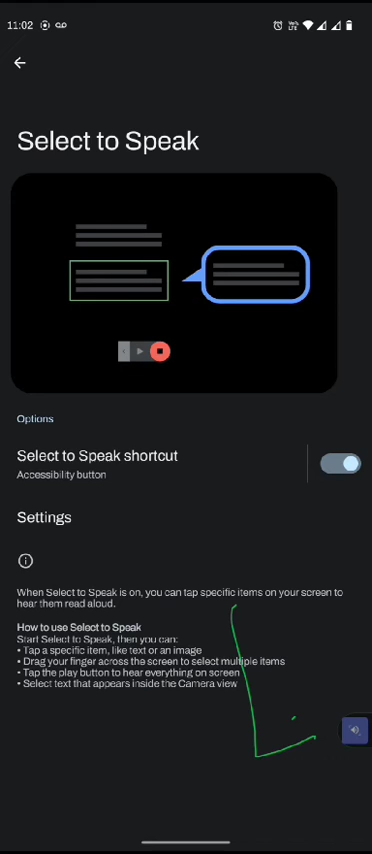 11:02
Vo
LTE
Select to Speak
Options
Select to Speak shortcut
Accessibility button
Settings
When Select to Speak is on, you can tap specific items on your screen to
hear them read aloud.
How to use Select to Speak
Start Select to Speak, then you can:
• Tap a specific item, like text or an image
• Drag your finger across the screen to select multiple items
• Tap the play button to hear everything on screen
• Select text that appears inside the Camera view